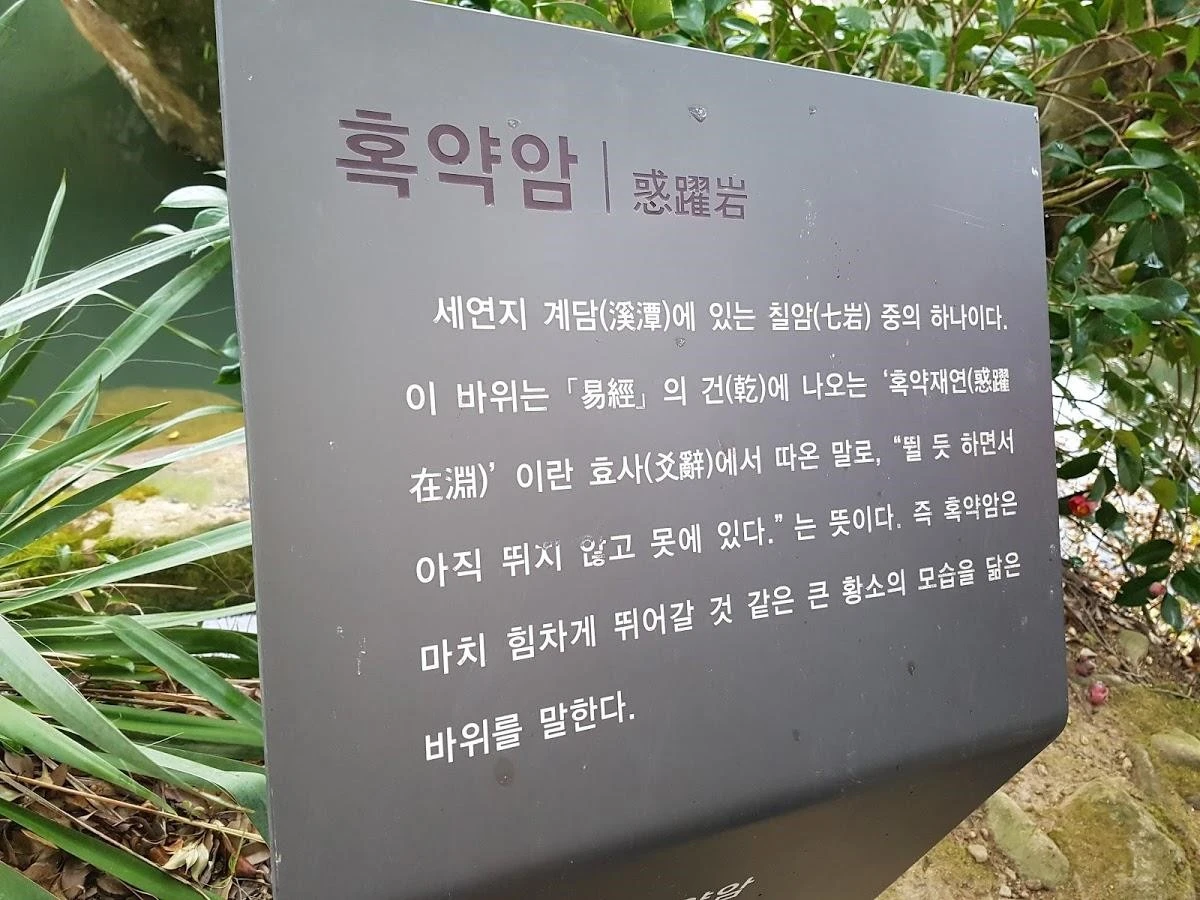 혹약암 | 惑躍岩
세연지 계담(溪潭)에 있는 칠암(七岩) 중의 하나이다.
이 바위는 「易經」의 건(乾)에 나오는 ‘혹약재연(惑躍
在淵)’ 이란 효사(爻辭)에서 따온 말로, “뛸 듯 하면서
아직 뛰지 않고 못에 있다.” 는 뜻이다. 즉 혹약암은
마치 힘차게 뛰어갈 것 같은 큰 황소의 모습을 닮은
바위를 말한다.